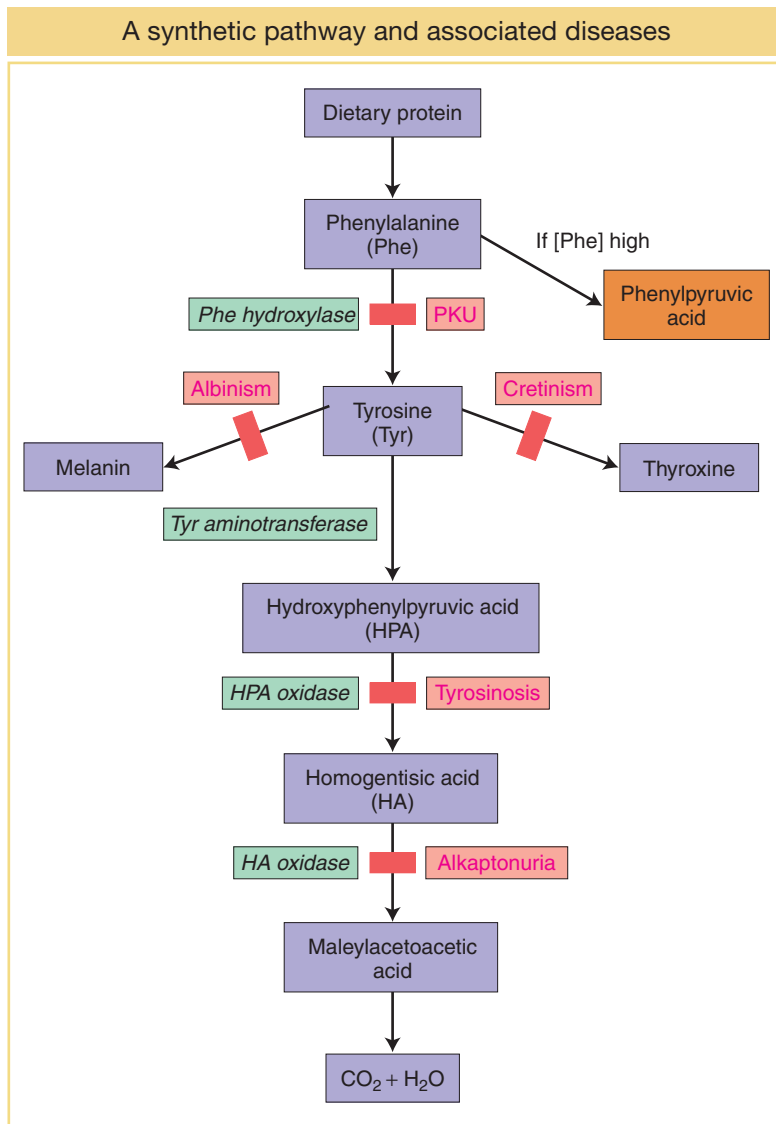 A synthetic pathway and associated diseases
Dietary protein
Phenylalanine
(Phe)
If [Phe] high
Phenylpyruvic
acid
Phe hydroxylase
PKU
Albinism
Cretinism
Tyrosine
(Tyr)
Melanin
Thyroxine
Tyr aminotransferase
Hydroxyphenylpyruvic acid
(HPA)
HPA oxidase
Tyrosinosis
Homogentisic acid
(HA)
HA oxidase
Alkaptonuria
Maleylacetoacetic
acid
CO₂ + H₂O